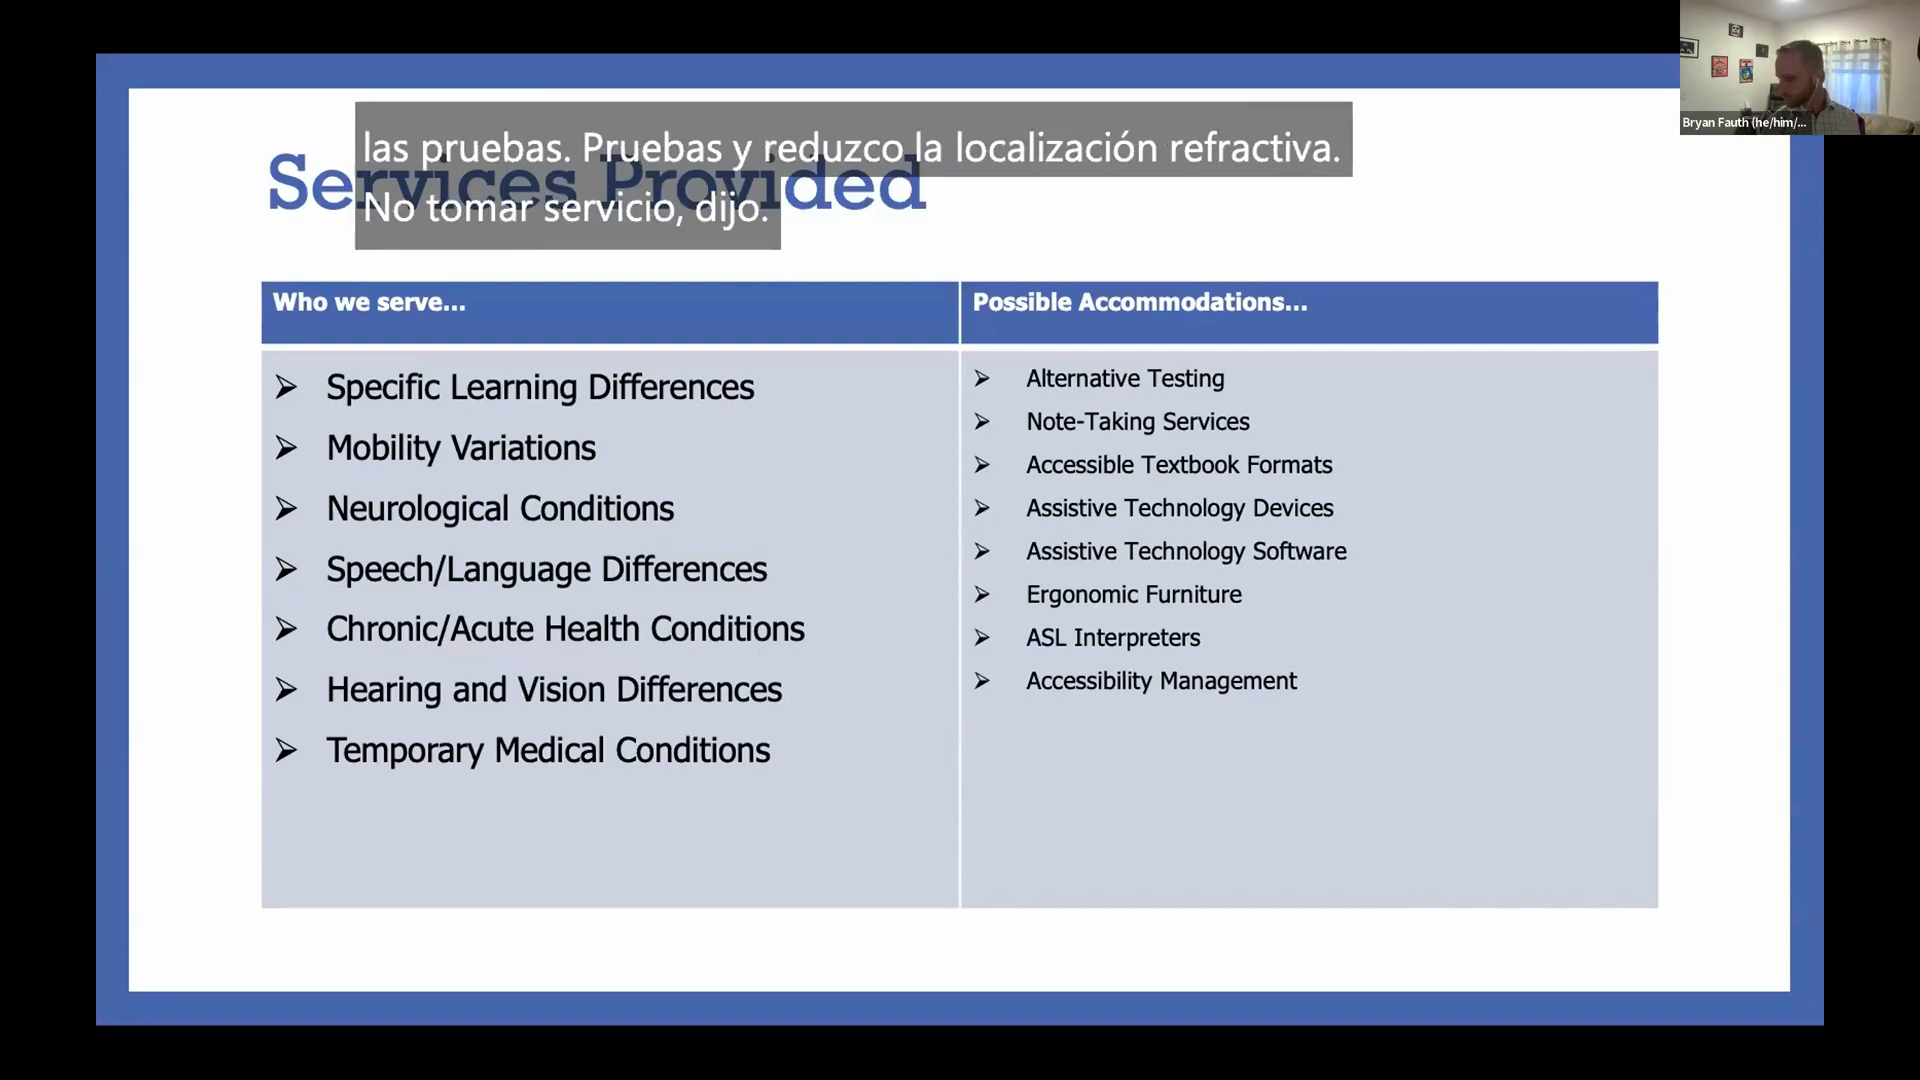 las pruebas. Pruebas y reduzco la localización refractiva.
No tomar servicio, dijo.
Services Provided
Who we serve...
Specific Learning Differences
Mobility Variations
Neurological Conditions
Speech/Language Differences
Chronic/Acute Health Conditions
Hearing and Vision Differences
Temporary Medical Conditions
Possible Accommodations...
Alternative Testing
Note-Taking Services
Accessible Textbook Formats
Assistive Technology Devices
Assistive Technology Software
Ergonomic Furniture
ASL Interpreters
Accessibility Management
Bryan Fauth (he/him/...